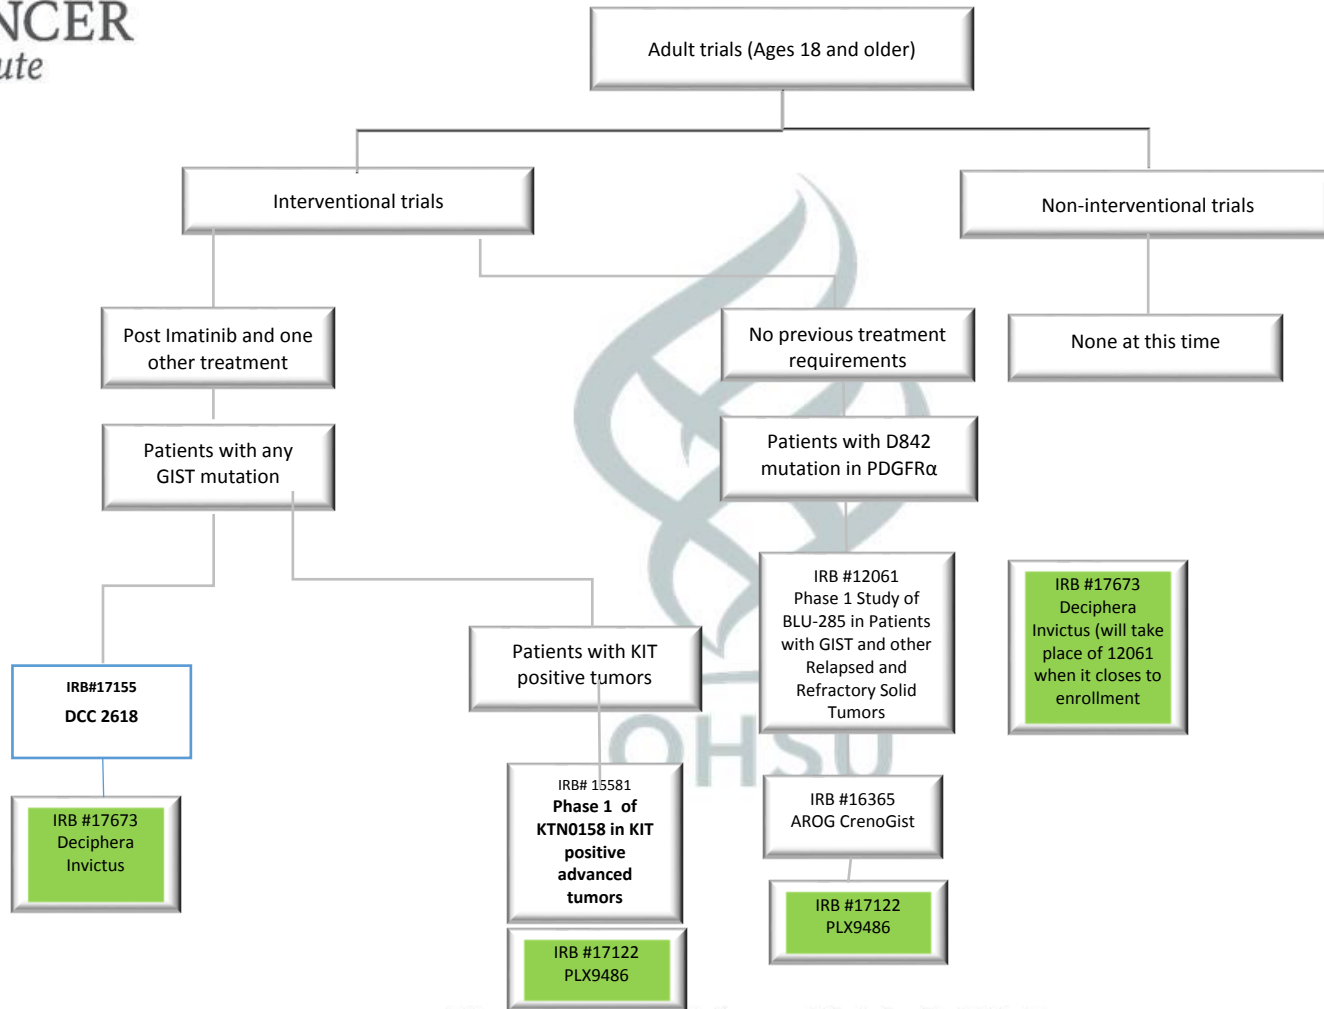 NCER
ute
Adult trials (Ages 18 and older)
Interventional trials
Non-interventional trials
Post Imatinib and one
other treatment
No previous treatment
requirements
None at this time
Patients with any
GIST mutation
Patients with D842
mutation in PDGFRα
IRB #12061
Phase 1 Study of
BLU-285 in Patients
with GIST and other
Relapsed and
Refractory Solid
Tumors
IRB #17673
Deciphera
Invictus (will take
place of 12061
when it closes to
enrollment
Patients with KIT
positive tumors
IRB#17155
DCC 2618
OHSU
IRB# 15581
Phase 1 of
KTN0158 in KIT
positive
advanced
tumors
IRB #16365
AROG CrenoGist
IRB #17673
Deciphera
Invictus
IRB #17122
PLX9486
IRB #17122
PLX9486